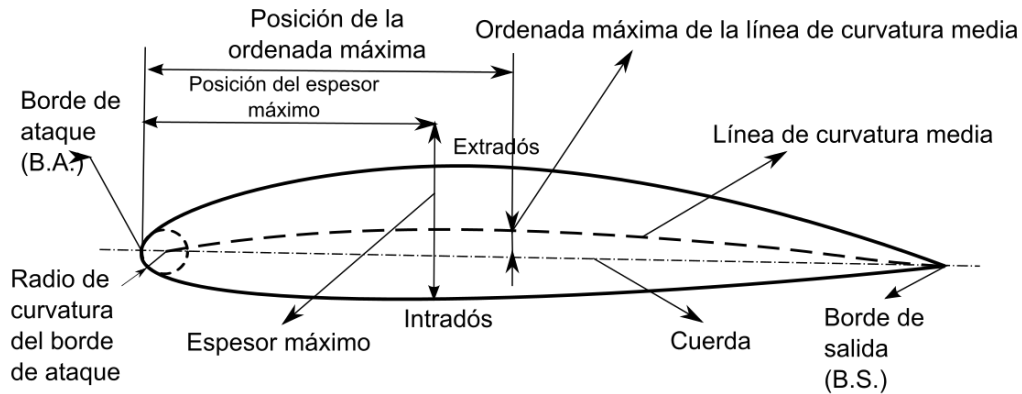 Posición de la
ordenada máxima
Ordenada máxima de la línea de curvatura media
Posición del espesor
máximo
Borde de
ataque
(B.A.)
Extradós
Línea de curvatura media
Radio de
curvatura
del borde
de ataque
Espesor máximo
Intradós
Cuerda
Borde de
salida
(B.S.)